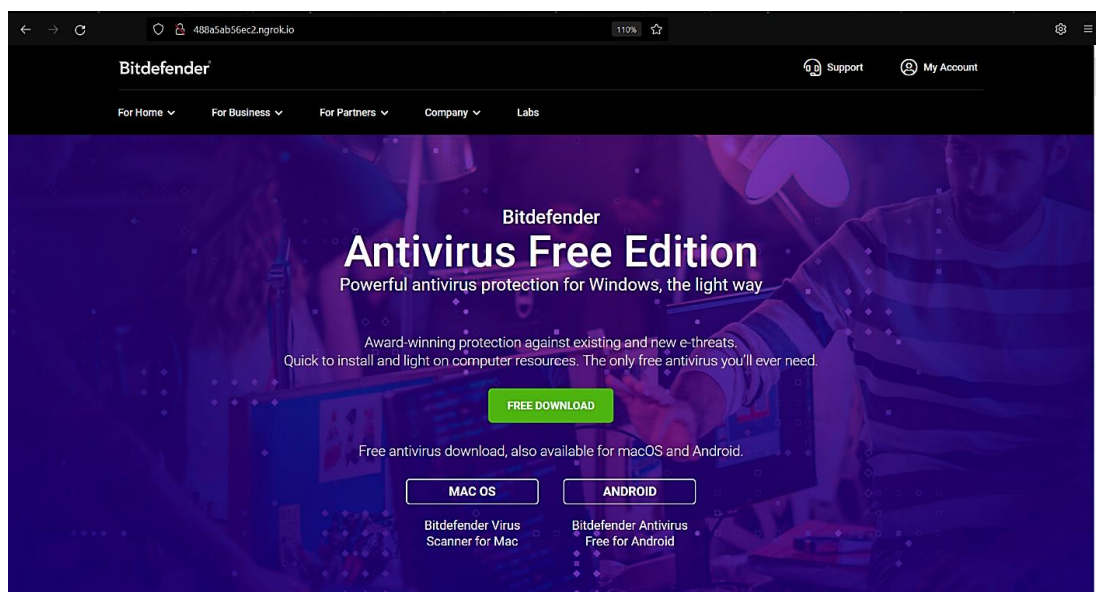 488a5ab56ec2.ngrok.io
110%
Bitdefender
Support
My Account
For Home
For Business
For Partners
Company
Labs
Bitdefender
Antivirus Free Edition
Powerful antivirus protection for Windows, the light way
Award-winning protection against existing and new e-threats.
Quick to install and light on computer resources. The only free antivirus you'll ever need.
FREE DOWNLOAD
Free antivirus download, also available for macOS and Android.
MAC OS
ANDROID
Bitdefender Virus
Scanner for Mac
Bitdefender Antivirus
Free for Android